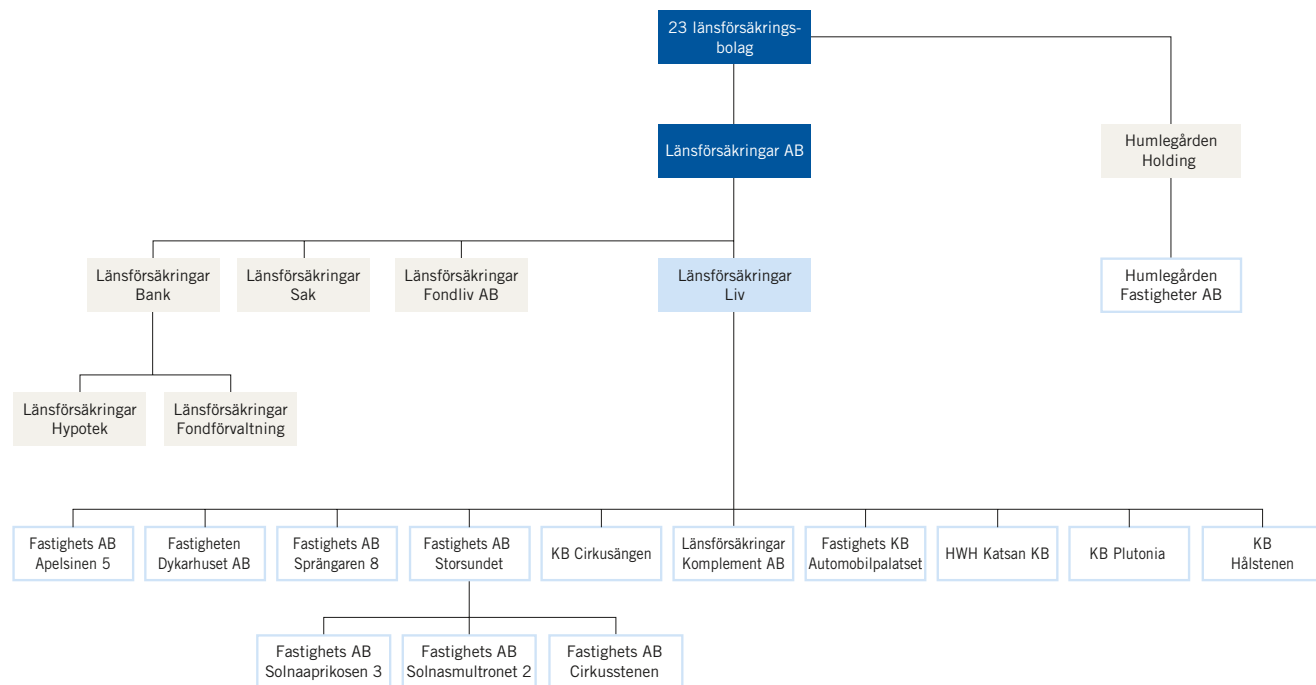 23 länsförsäkrings-
bolag
Länsförsäkringar AB
Humlegården
Holding
Länsförsäkringar
Bank
Länsförsäkringar
Sak
Länsförsäkringar
Fondliv AB
Länsförsäkringar
Liv
Humlegården
Fastigheter AB
Länsförsäkringar
Hypotek
Länsförsäkringar
Fondförvaltning
Fastighets AB
Apelsinen 5
Fastigheten
Dykarhuset AB
Fastighets AB
Sprängaren 8
Fastighets AB
Storsundet
KB Cirkusängen
Länsförsäkringar
Komplement AB
Fastighets KB
Automobilpalatset
HWH Katsan KB
KB Plutonia
KB
Hålstenen
Fastighets AB
Solnaaprikosen 3
Fastighets AB
Solnasmultronet 2
Fastighets AB
Cirkusstenen